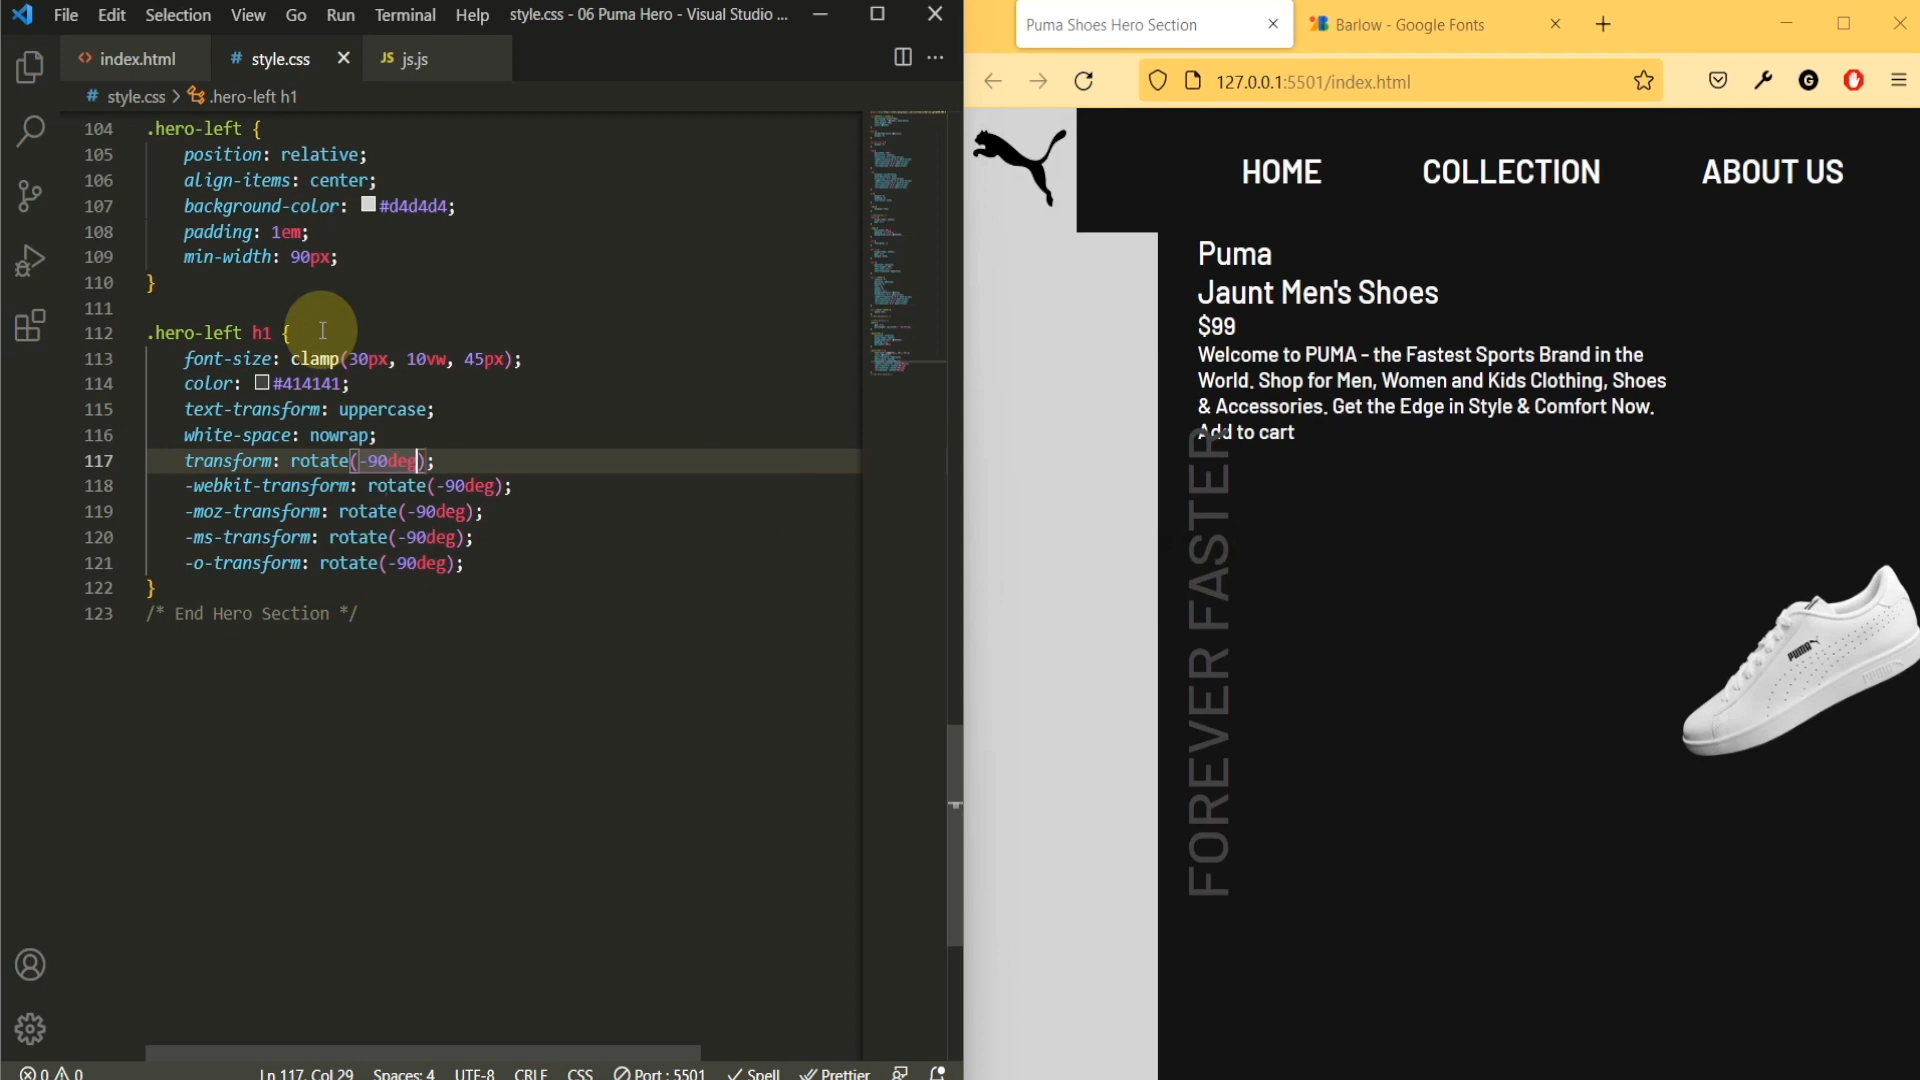 File Edit Selection View Go Run Terminal Help style.css - 06 Puma Hero - Visual Studio ...
index.html
# style.css
JS js.js
# style.css > .hero-left h1
104 .hero-left {
105 position: relative;
106 align-items: center;
107 background-color: #d4d4d4;
108 padding: 1em;
109 min-width: 90px;
110 }
111
112 .hero-left h1 {
113 font-size: clamp(30px, 10vw, 45px);
114 color: #414141;
115 text-transform: uppercase;
116 white-space: nowrap;
117 transform: rotate(-90deg);
118 -webkit-transform: rotate(-90deg);
119 -moz-transform: rotate(-90deg);
120 -ms-transform: rotate(-90deg);
121 -o-transform: rotate(-90deg);
122 }
123 /* End Hero Section */
0 0 Ln 117, Col 29 Spaces: 4 UTF-8 CRLF CSS Port : 5501 Spell Prettier
Puma Shoes Hero Section
Barlow - Google Fonts
127.0.0.1:5501/index.html
HOME COLLECTION ABOUT US
Puma
Jaunt Men's Shoes
$99
Welcome to PUMA - the Fastest Sports Brand in the
World. Shop for Men, Women and Kids Clothing, Shoes
& Accessories. Get the Edge in Style & Comfort Now.
Add to cart
FOREVER FASTER
PUMA